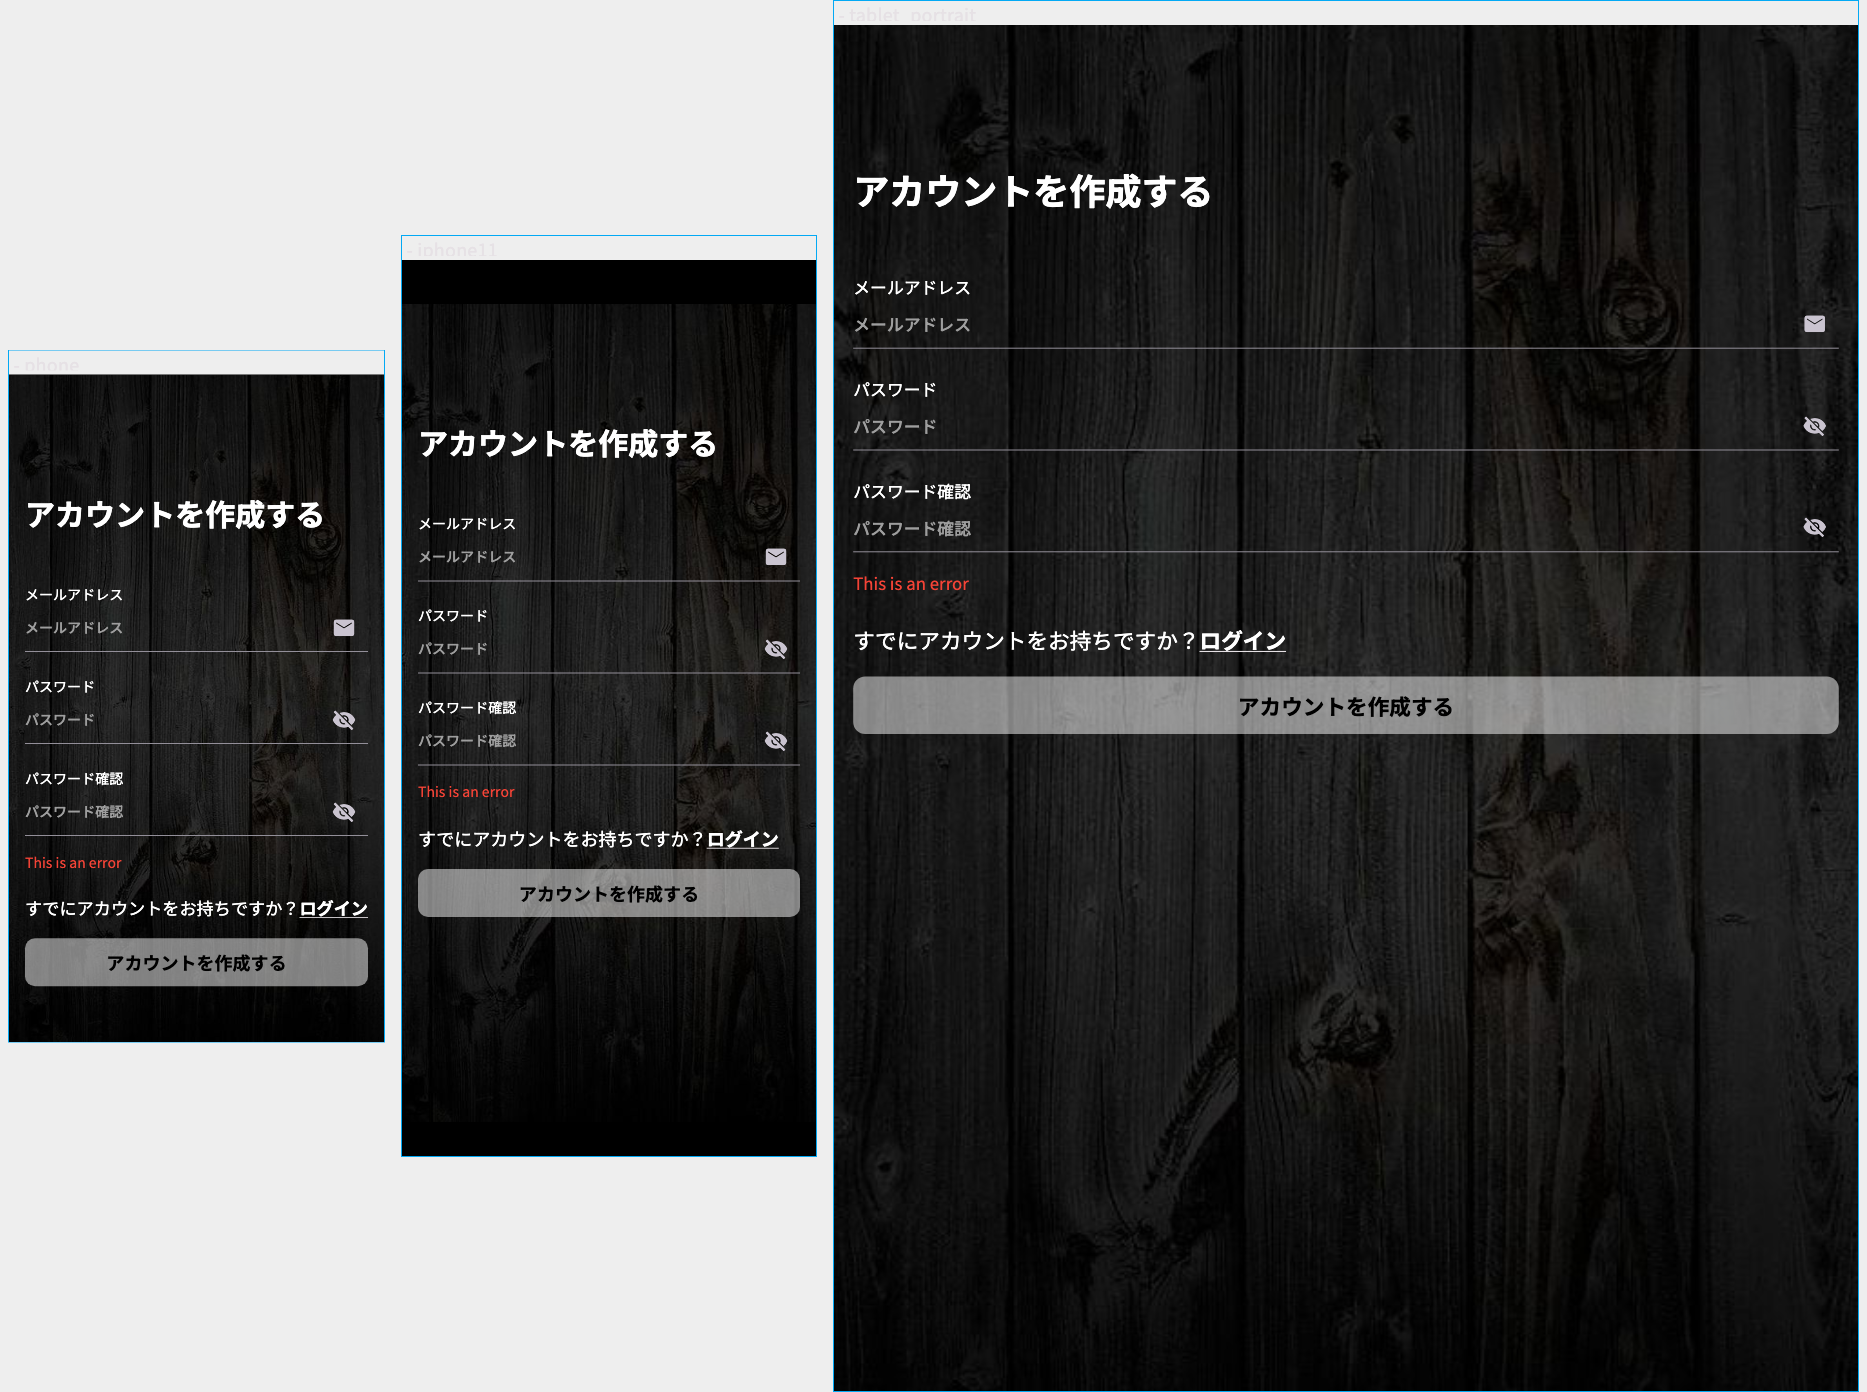 - phone
アカウントを作成する
メールアドレス
メールアドレス
パスワード
パスワード
パスワード確認
パスワード確認
This is an error
すでにアカウントをお持ちですか？ログイン
アカウントを作成する
- iphone11
アカウントを作成する
メールアドレス
メールアドレス
パスワード
パスワード
パスワード確認
パスワード確認
This is an error
すでにアカウントをお持ちですか？ログイン
アカウントを作成する
- tablet_portrait
アカウントを作成する
メールアドレス
メールアドレス
パスワード
パスワード
パスワード確認
パスワード確認
This is an error
すでにアカウントをお持ちですか？ログイン
アカウントを作成する